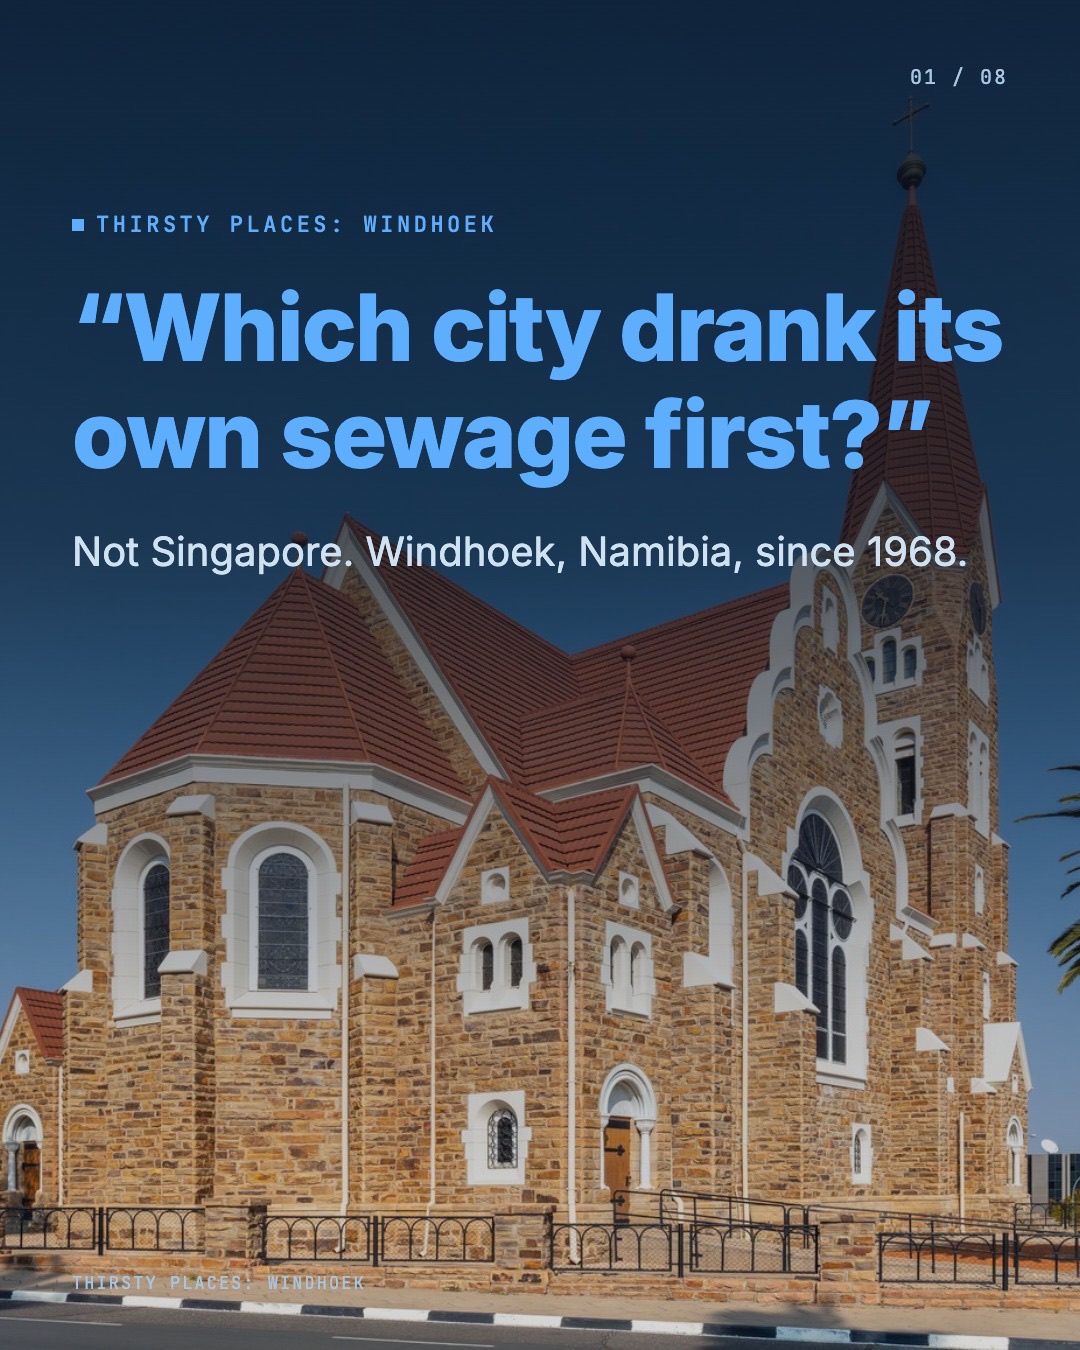 01 / 08
THIRSTY PLACES: WINDHOEK
“Which city drank its
own sewage first?”
Not Singapore. Windhoek, Namibia, since 1968.
THIRSTY PLACES: WINDHOEK